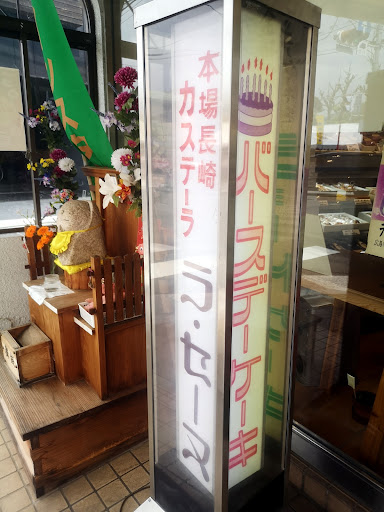 本場長崎
カステーラ
ラ・セーヌ
バースデーケーキ